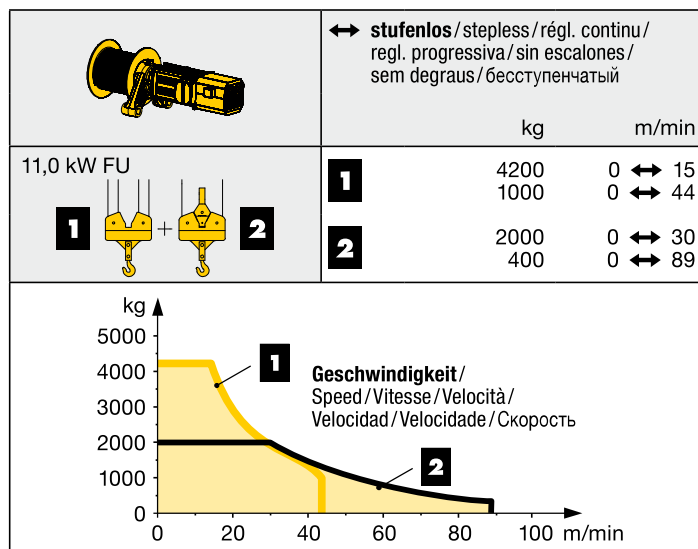 ↔ stufenlos / stepless / régl. continu /
regl. progressiva / sin escalones /
sem degraus / бесступенчатый
kg m/min
11,0 kW FU
1 + 2
1 4200 0 ↔ 15
1000 0 ↔ 44
2 2000 0 ↔ 30
400 0 ↔ 89
kg
5000
4000
3000
2000
1000
0
1
Geschwindigkeit /
Speed / Vitesse / Velocità /
Velocidad / Velocidade / Скорость
2
0 20 40 60 80 100 m/min